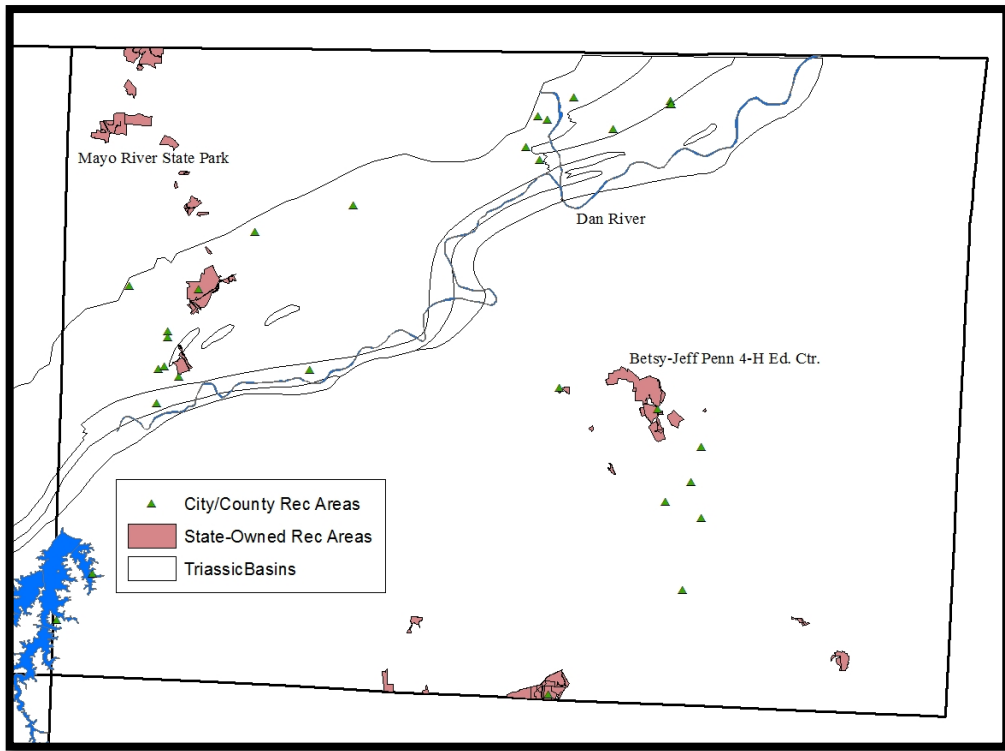 Mayo River State Park
Dan River
Betsy-Jeff Penn 4-H Ed. Ctr.
City/County Rec Areas
State-Owned Rec Areas
TriassicBasins